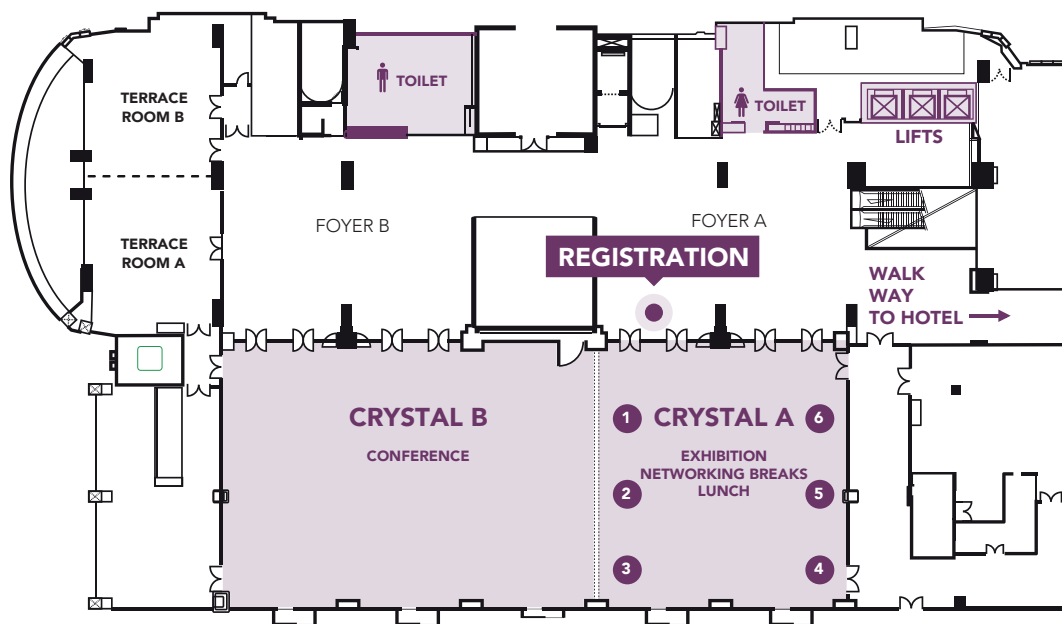 TOILET
TOILET
TERRACE
ROOM B
LIFTS
FOYER B
FOYER A
TERRACE
ROOM A
REGISTRATION
WALK
WAY
TO HOTEL
CRYSTAL B
CONFERENCE
1
CRYSTAL A
6
EXHIBITION
NETWORKING BREAKS
LUNCH
2
5
3
4